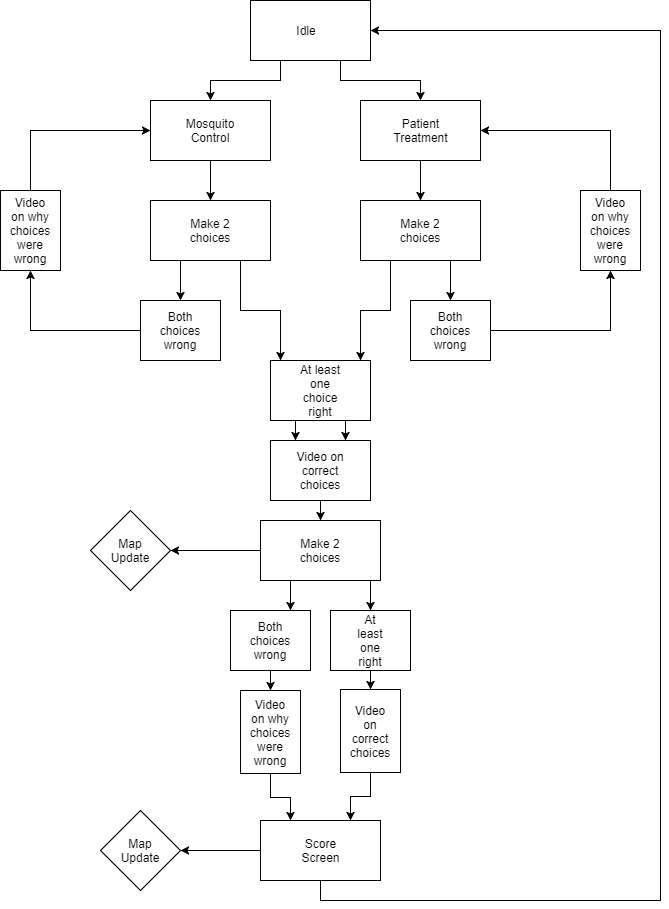 Idle
Mosquito
Control
Patient
Treatment
Video
on why
choices
were
wrong
Make 2
choices
Make 2
choices
Video
on why
choices
were
wrong
Both
choices
wrong
Both
choices
wrong
At least
one
choice
right
Video on
correct
choices
Map
Update
Make 2
choices
Both
choices
wrong
At
least
one
right
Video
on why
choices
were
wrong
Video
on
correct
choices
Map
Update
Score
Screen